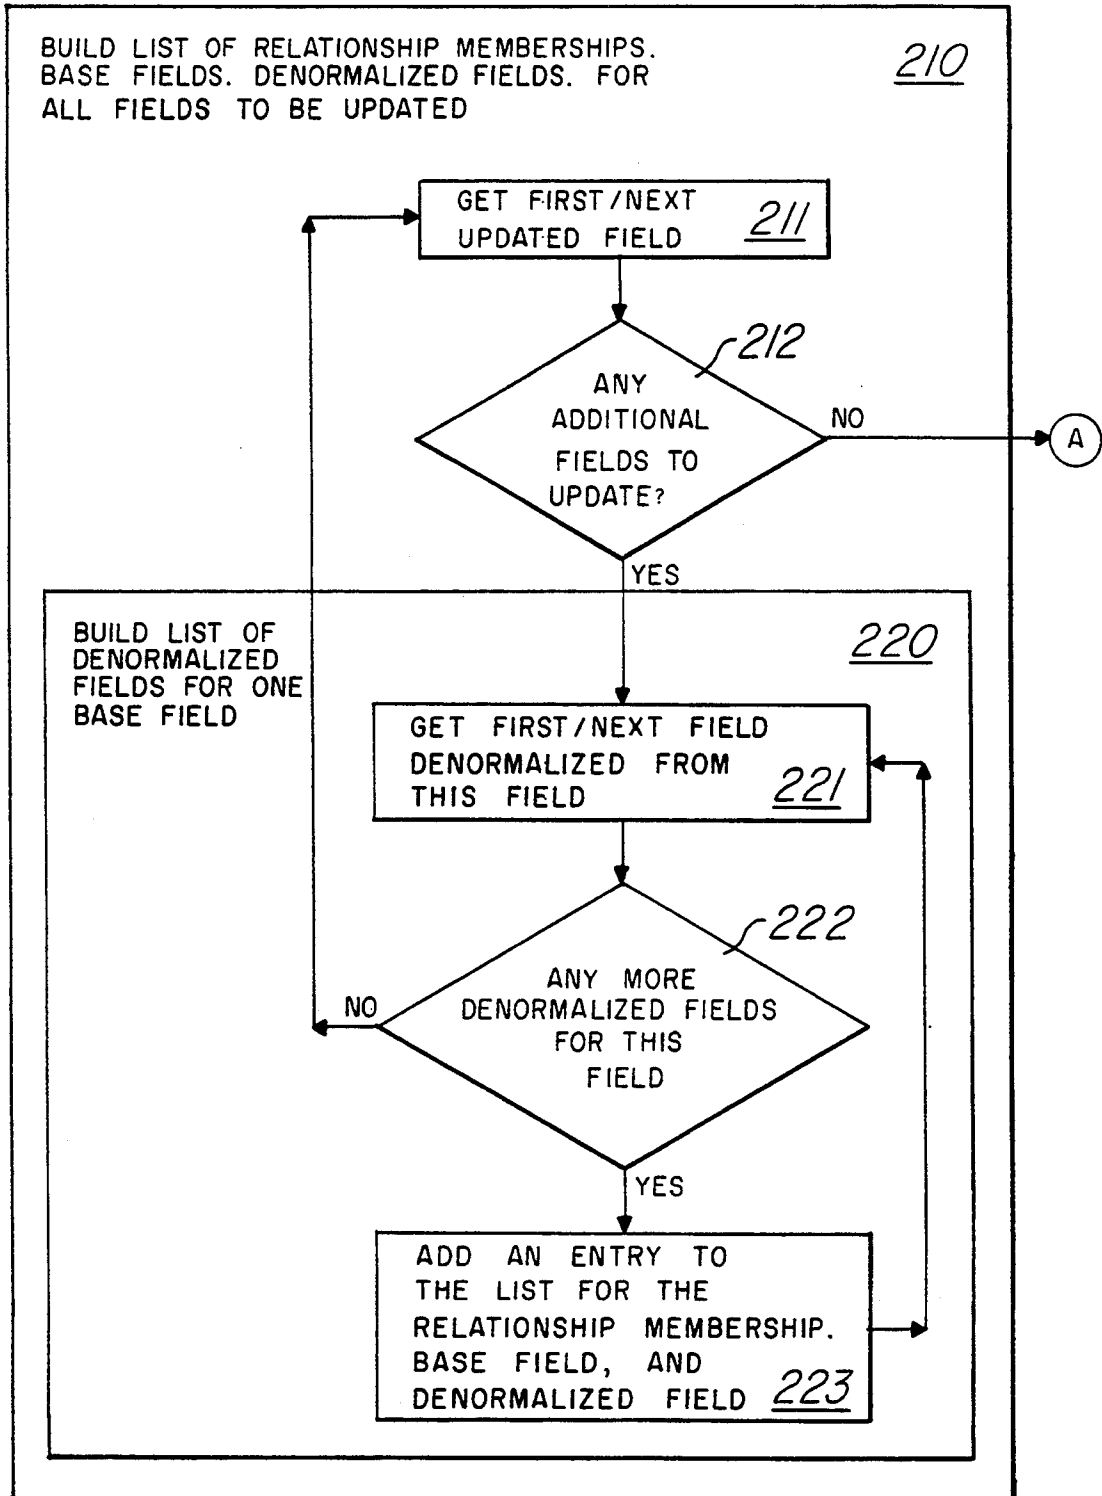 BUILD LIST OF RELATIONSHIP MEMBERSHIPS.
BASE FIELDS. DENORMALIZED FIELDS. FOR
ALL FIELDS TO BE UPDATED
210
GET FIRST/NEXT
UPDATED FIELD
211
212
ANY
ADDITIONAL
FIELDS TO
UPDATE?
NO
A
YES
BUILD LIST OF
DENORMALIZED
FIELDS FOR ONE
BASE FIELD
220
GET FIRST/NEXT FIELD
DENORMALIZED FROM
THIS FIELD
221
222
ANY MORE
DENORMALIZED FIELDS
FOR THIS
FIELD
NO
YES
ADD AN ENTRY TO
THE LIST FOR THE
RELATIONSHIP MEMBERSHIP.
BASE FIELD, AND
DENORMALIZED FIELD
223